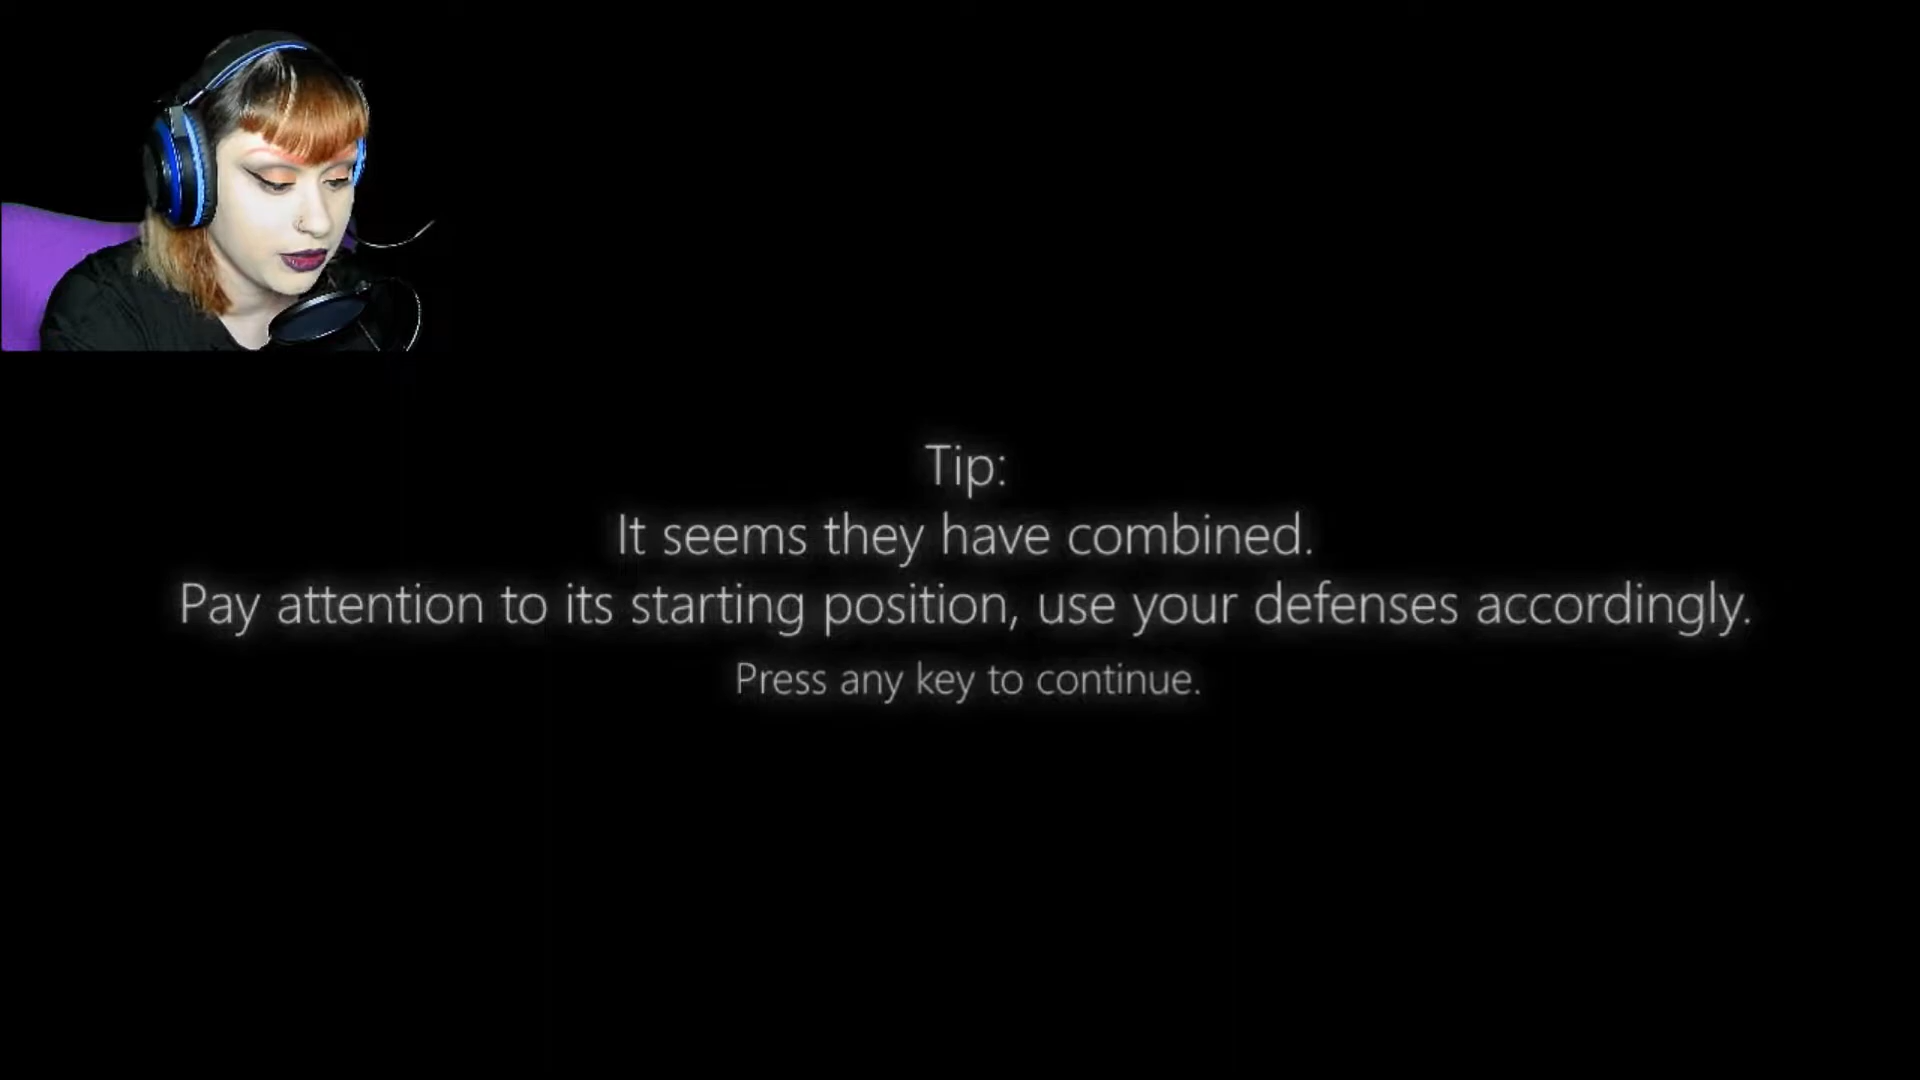 Tip:
It seems they have combined.
Pay attention to its starting position, use your defenses accordingly.
Press any key to continue.